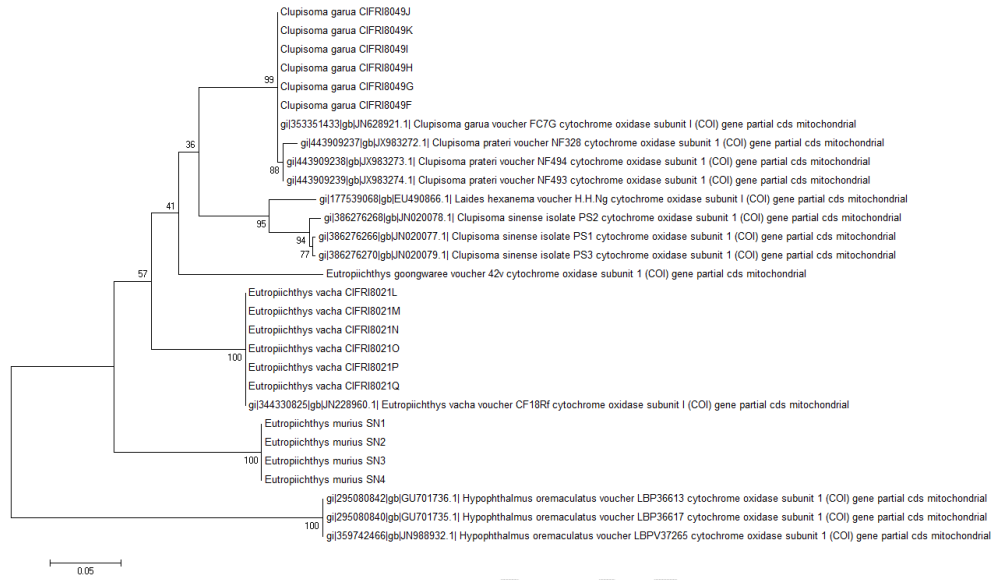 Clupisoma garua CIFRI8049J
Clupisoma garua CIFRI8049K
Clupisoma garua CIFRI8049I
Clupisoma garua CIFRI8049H
99
Clupisoma garua CIFRI8049G
Clupisoma garua CIFRI8049F
gi|353351433|gb|JN628921.1| Clupisoma garua voucher FC7G cytochrome oxidase subunit I (COI) gene partial cds mitochondrial
36
gi|443909237|gb|JX983272.1| Clupisoma prateri voucher NF328 cytochrome oxidase subunit 1 (COI) gene partial cds mitochondrial
gi|443909238|gb|JX983273.1| Clupisoma prateri voucher NF494 cytochrome oxidase subunit 1 (COI) gene partial cds mitochondrial
88
gi|443909239|gb|JX983274.1| Clupisoma prateri voucher NF493 cytochrome oxidase subunit 1 (COI) gene partial cds mitochondrial
gi|177539068|gb|EU490866.1| Laides hexanema voucher H.H.Ng cytochrome oxidase subunit I (COI) gene partial cds mitochondrial
41
gi|386276268|gb|JN020078.1| Clupisoma sinense isolate PS2 cytochrome oxidase subunit 1 (COI) gene partial cds mitochondrial
95
gi|386276266|gb|JN020077.1| Clupisoma sinense isolate PS1 cytochrome oxidase subunit 1 (COI) gene partial cds mitochondrial
94
gi|386276270|gb|JN020079.1| Clupisoma sinense isolate PS3 cytochrome oxidase subunit 1 (COI) gene partial cds mitochondrial
77
57
Eutropiichthys goongwaree voucher 42v cytochrome oxidase subunit 1 (COI) gene partial cds mitochondrial
Eutropiichthys vacha CIFRI8021L
Eutropiichthys vacha CIFRI8021M
Eutropiichthys vacha CIFRI8021N
Eutropiichthys vacha CIFRI8021O
100
Eutropiichthys vacha CIFRI8021P
Eutropiichthys vacha CIFRI8021Q
gi|344330825|gb|JN228960.1| Eutropiichthys vacha voucher CF18Rf cytochrome oxidase subunit I (COI) gene partial cds mitochondrial
Eutropiichthys murius SN1
Eutropiichthys murius SN2
Eutropiichthys murius SN3
100
Eutropiichthys murius SN4
gi|295080842|gb|GU701736.1| Hypophthalmus oremaculatus voucher LBP36613 cytochrome oxidase subunit 1 (COI) gene partial cds mitochondrial
gi|295080840|gb|GU701735.1| Hypophthalmus oremaculatus voucher LBP36617 cytochrome oxidase subunit 1 (COI) gene partial cds mitochondrial
100
gi|359742466|gb|JN988932.1| Hypophthalmus oremaculatus voucher LBPV37265 cytochrome oxidase subunit 1 (COI) gene partial cds mitochondrial
0.05